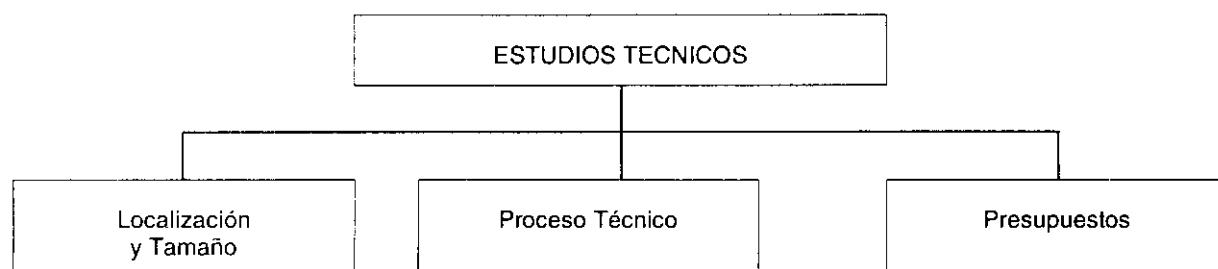 ESTUDIOS TECNICOS
Localización
y Tamaño
Proceso Técnico
Presupuestos